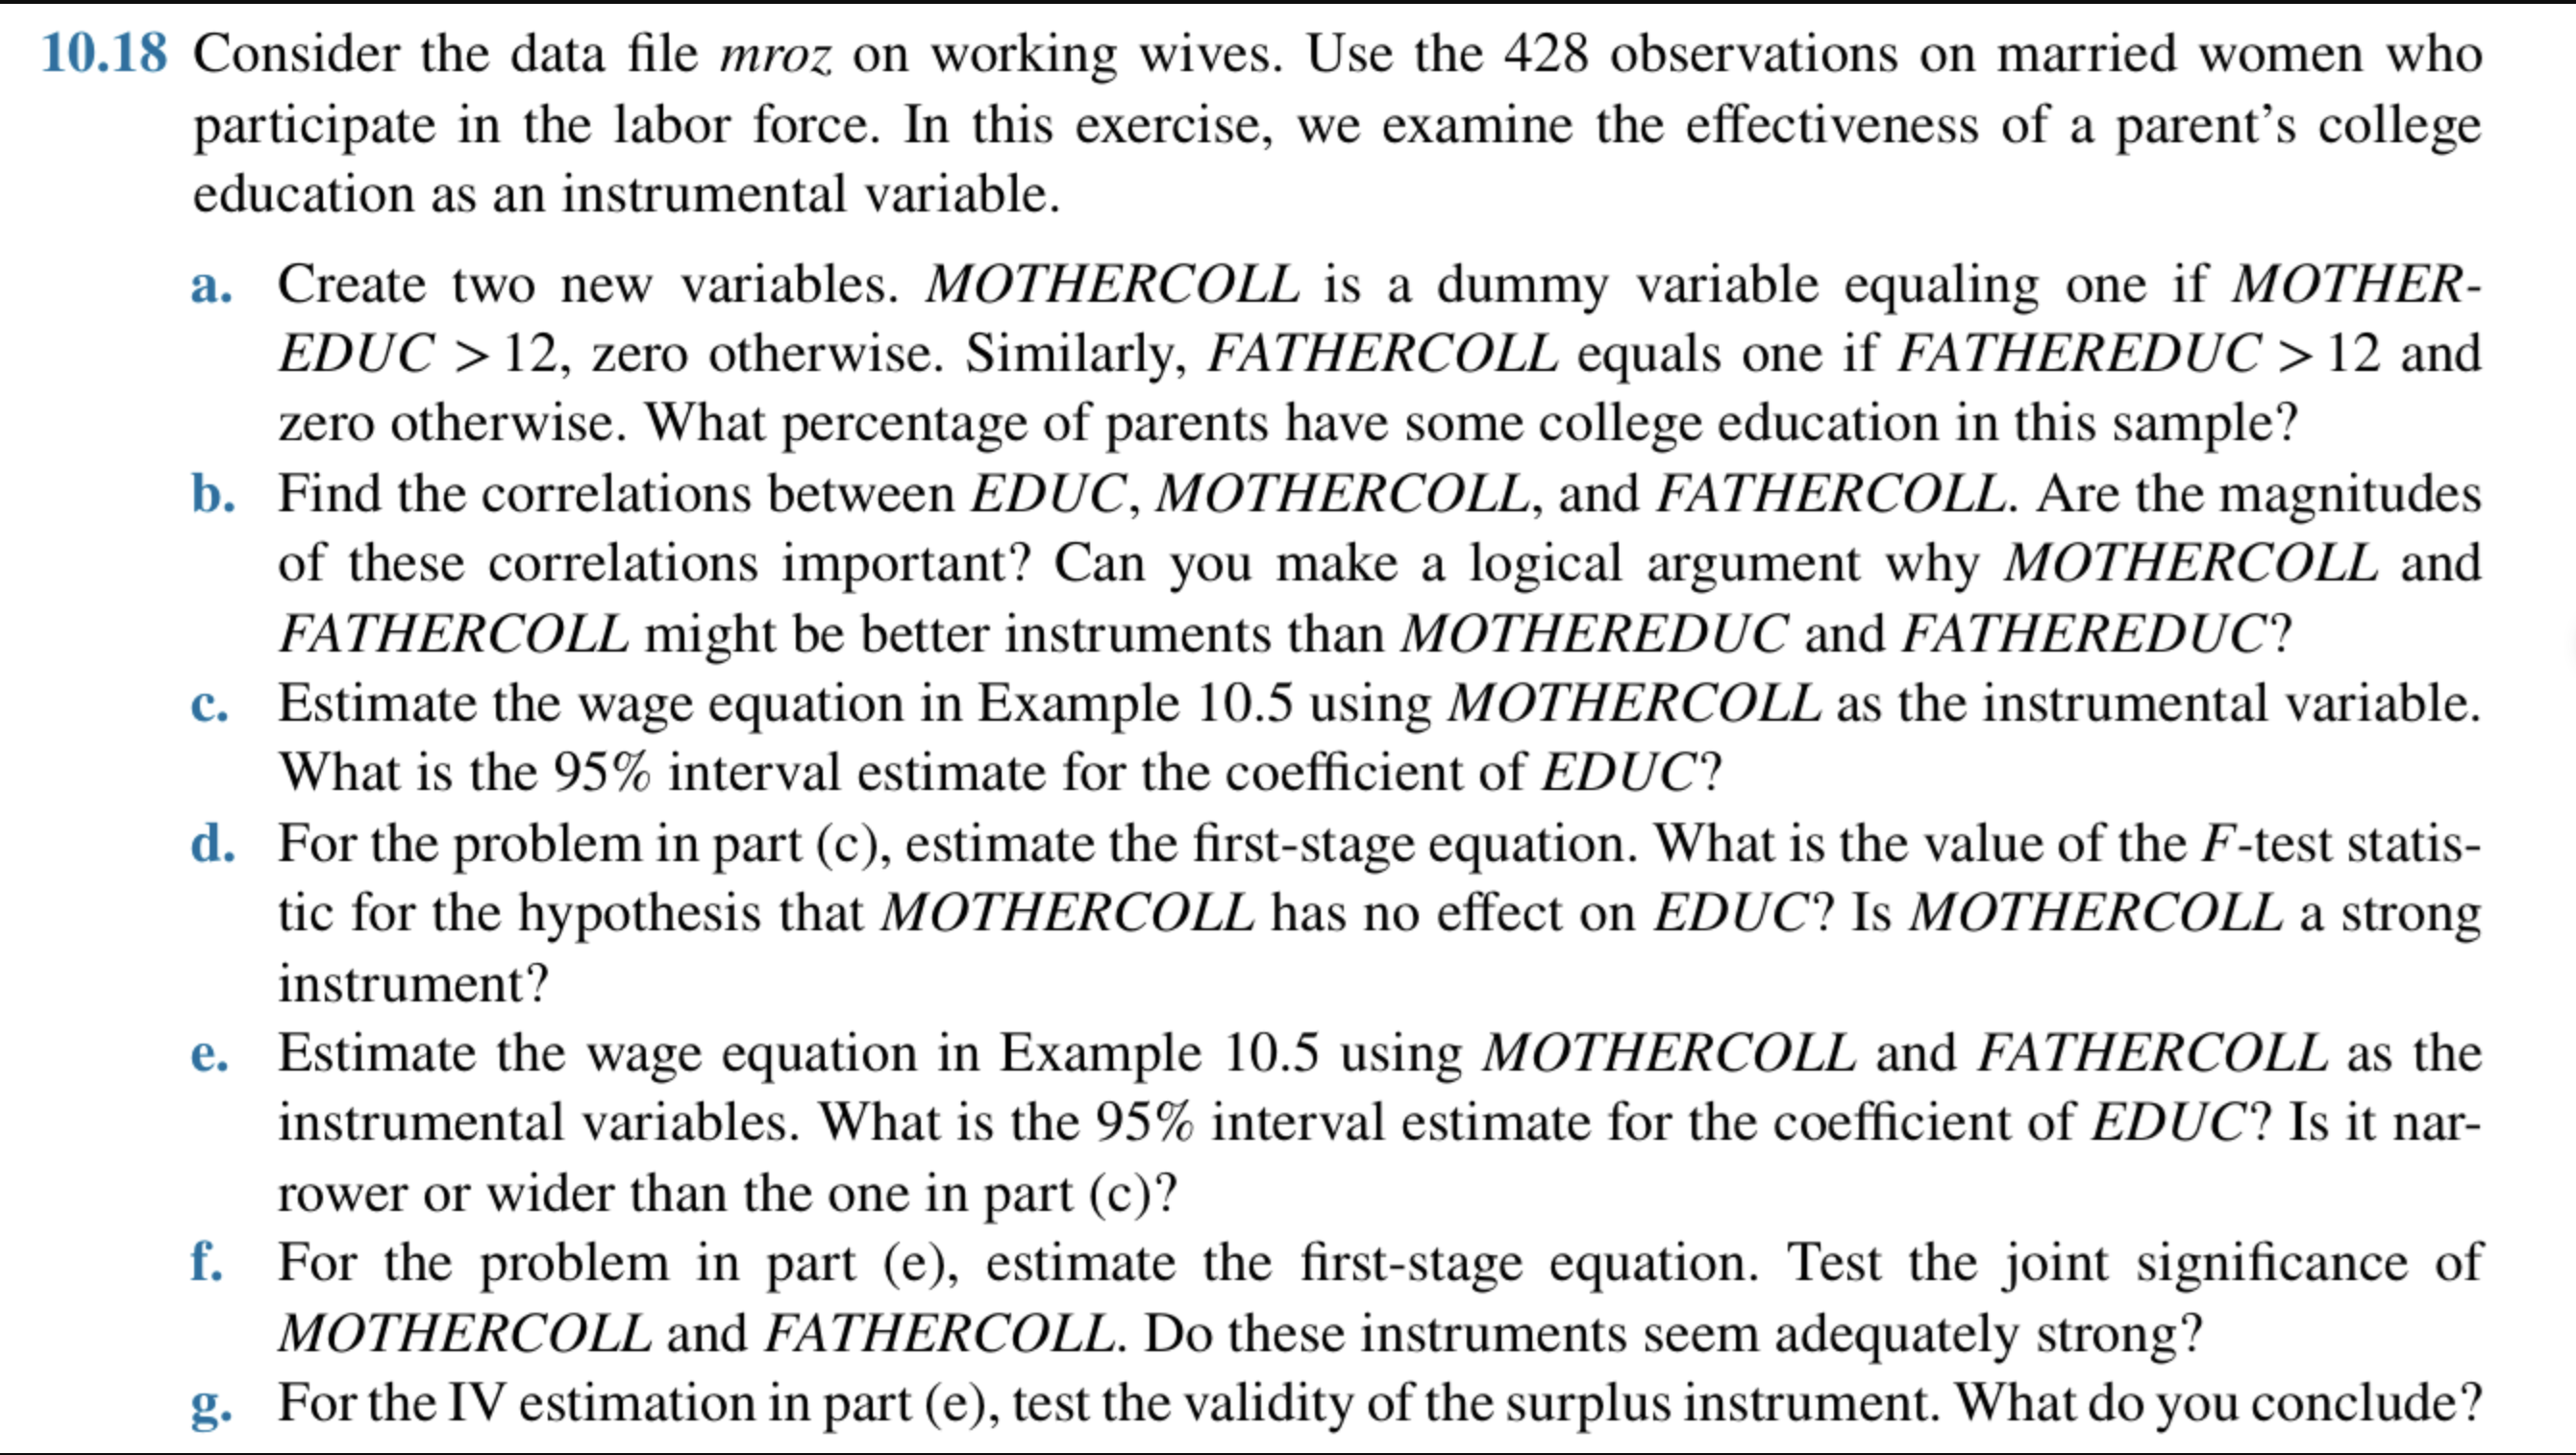 10.18 Consider the data file mroz on working wives. Use the 428 observations on married women who
participate in the labor force. In this exercise, we examine the effectiveness of a parent’s college
education as an instrumental variable.
a. Create two new variables. MOTHERCOLL is a dummy variable equaling one if MOTHER-
EDUC > 12, zero otherwise. Similarly, FATHERCOLL equals one if FATHEREDUC > 12 and
zero otherwise. What percentage of parents have some college education in this sample?
b. Find the correlations between EDUC, MOTHERCOLL, and FATHERCOLL. Are the magnitudes
of these correlations important? Can you make a logical argument why MOTHERCOLL and
FATHERCOLL might be better instruments than MOTHEREDUC and FATHEREDUC?
c. Estimate the wage equation in Example 10.5 using MOTHERCOLL as the instrumental variable.
What is the 95% interval estimate for the coefficient of EDUC?
d. For the problem in part (c), estimate the first-stage equation. What is the value of the F-test statis-
tic for the hypothesis that MOTHERCOLL has no effect on EDUC? Is MOTHERCOLL a strong
instrument?
e. Estimate the wage equation in Example 10.5 using MOTHERCOLL and FATHERCOLL as the
instrumental variables. What is the 95% interval estimate for the coefficient of EDUC? Is it nar-
rower or wider than the one in part (c)?
f. For the problem in part (e), estimate the first-stage equation. Test the joint significance of
MOTHERCOLL and FATHERCOLL. Do these instruments seem adequately strong?
g. For the IV estimation in part (e), test the validity of the surplus instrument. What do you conclude?